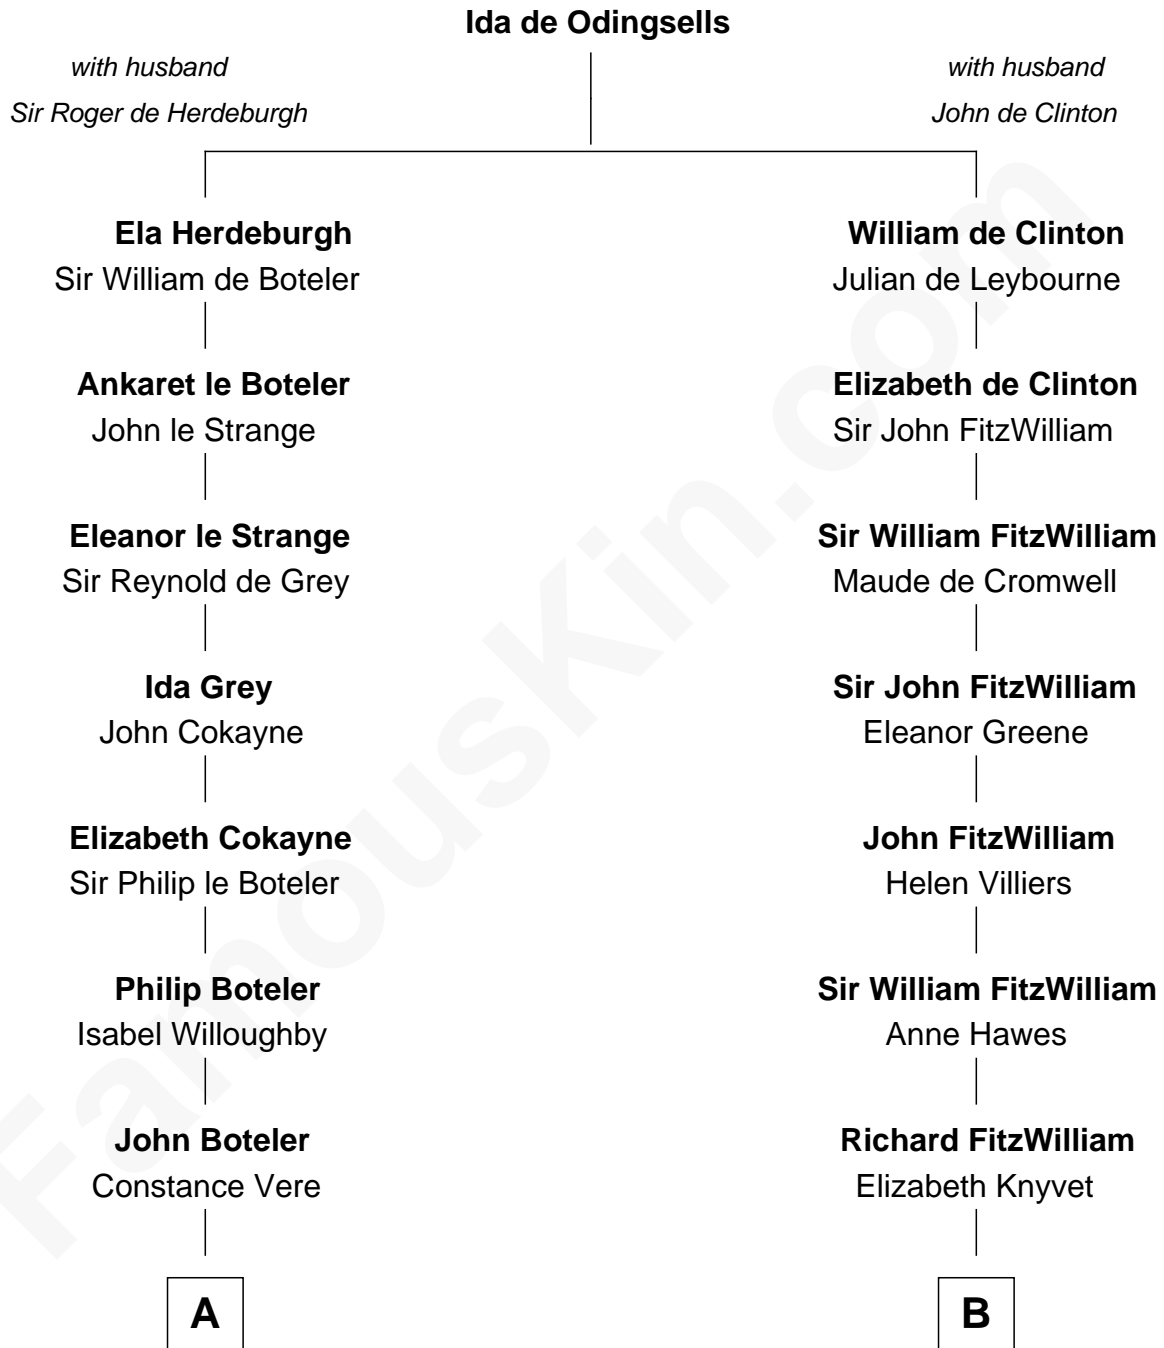 Ida de Odingsells
with husband
Sir Roger de Herdeburgh
with husband
John de Clinton
Ela Herdeburgh
Sir William de Boteler
William de Clinton
Julian de Leybourne
Ankaret le Boteler
John le Strange
Elizabeth de Clinton
Sir John FitzWilliam
Eleanor le Strange
Sir Reynold de Grey
Sir William FitzWilliam
Maude de Cromwell
Ida Grey
John Cokayne
Sir John FitzWilliam
Eleanor Greene
Elizabeth Cokayne
Sir Philip le Boteler
John FitzWilliam
Helen Villiers
Philip Boteler
Isabel Willoughby
Sir William FitzWilliam
Anne Hawes
John Boteler
Constance Vere
Richard FitzWilliam
Elizabeth Knyvet
A
B
FamousKin.com